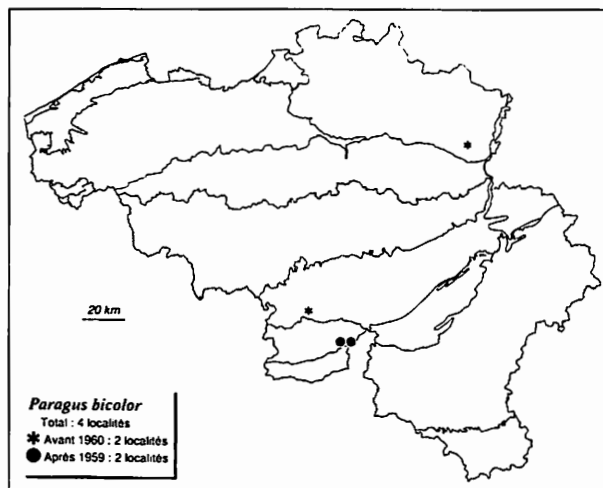 20 km
Paragus bicolor
Total : 4 localités
✱ Avant 1960 : 2 localités
● Après 1959 : 2 localités